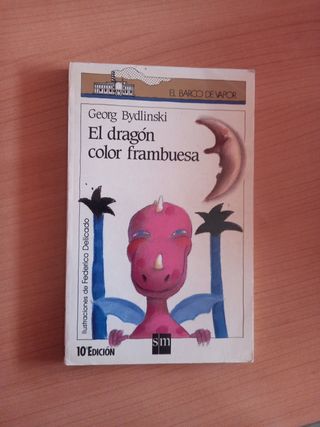 EL BARCO DE VAPOR
Georg Bydlinski
El dragón
color frambuesa
Ilustraciones de Federico Delicado
10ª EDICIÓN
sm